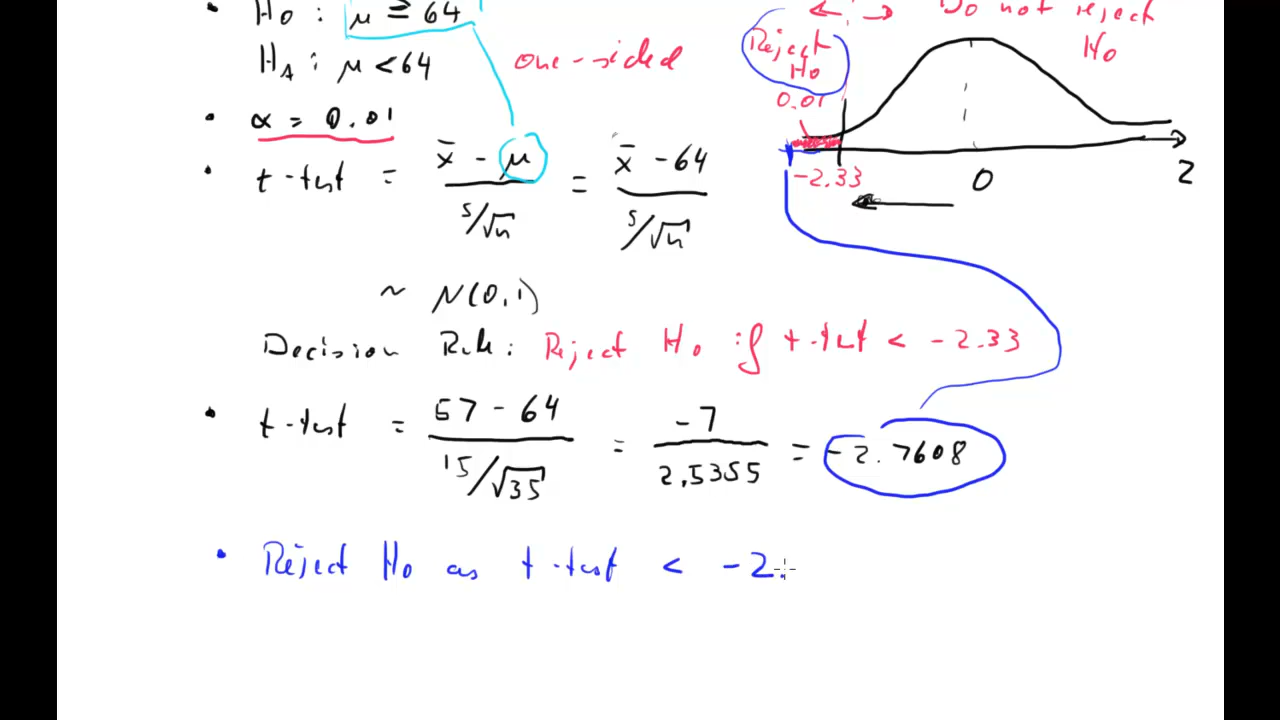 • H0 : μ ≥ 64
HA : μ < 64
one-sided
• α = 0.01
• t-test = x̄ - μ / s/√n = x̄ - 64 / s/√n
~ N(0,1)
Decision Rule: Reject H0 if t-test < -2.33
• t-test = 57 - 64 / 15/√35 = -7 / 2,5355 = -2.7608
• Reject H0 as t-test < -2.
← → Do not reject
H0
Reject
H0
0.01
-2.33
0
Z